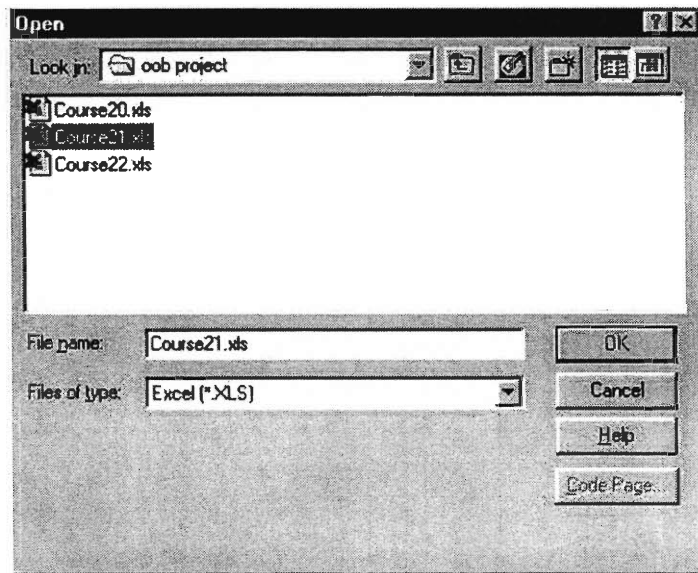 Open
Look in: oob project
Course20.xls
Course21.xls
Course22.xls
File name: Course21.xls OK
Files of type: Excel (*.XLS) Cancel
Help
Code Page...